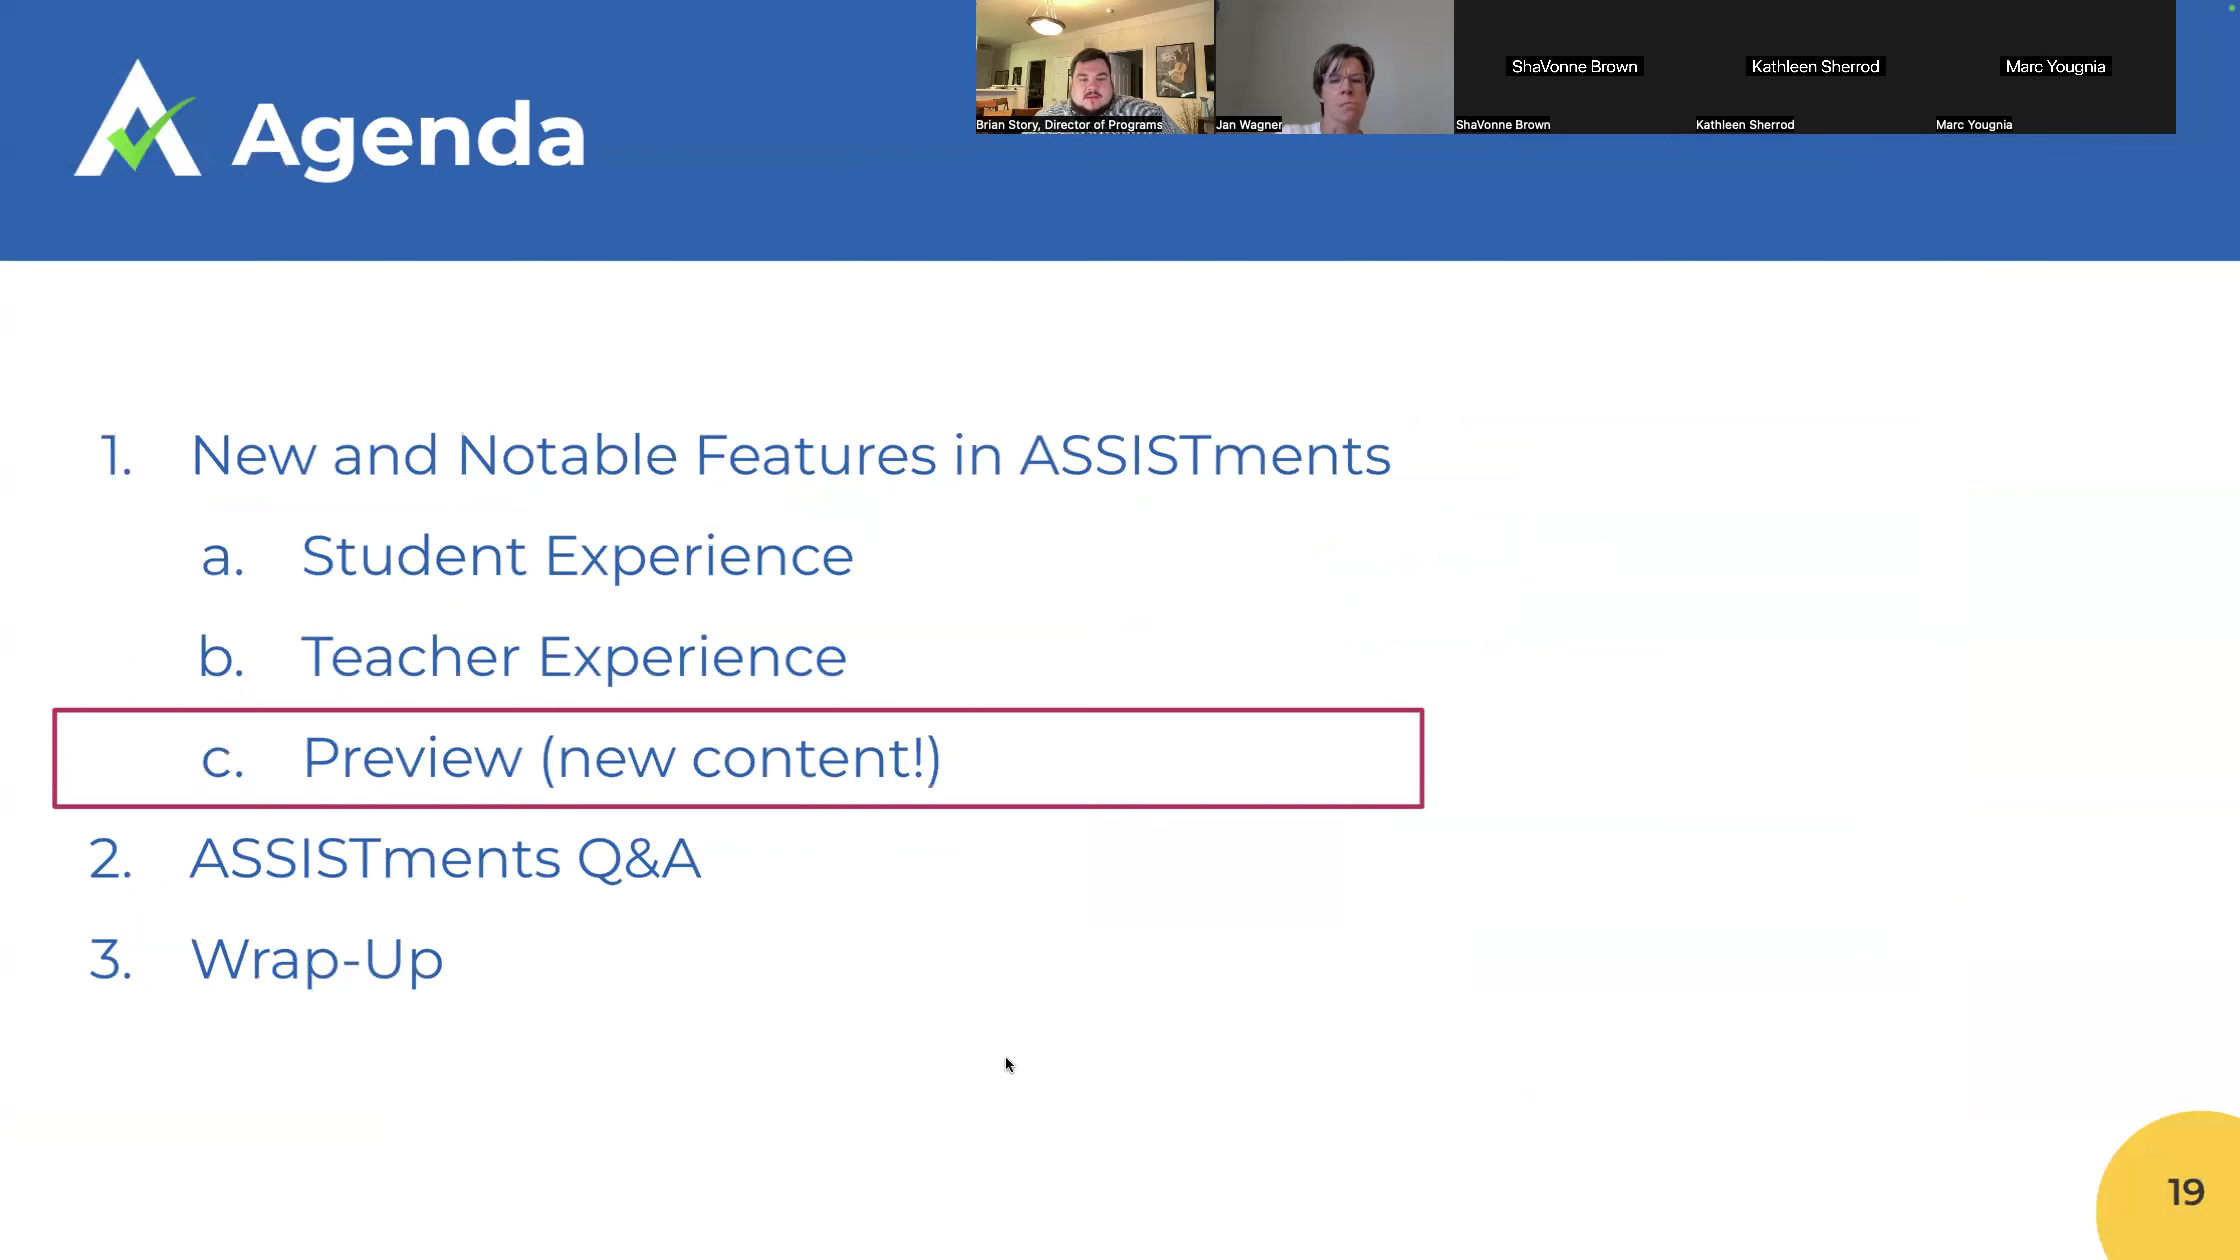 Agenda
Brian Story, Director of Programs
Jan Wagner
ShaVonne Brown
ShaVonne Brown
Kathleen Sherrod
Kathleen Sherrod
Marc Yougnia
Marc Yougnia
1. New and Notable Features in ASSISTments
a. Student Experience
b. Teacher Experience
c. Preview (new content!)
2. ASSISTments Q&A
3. Wrap-Up
19